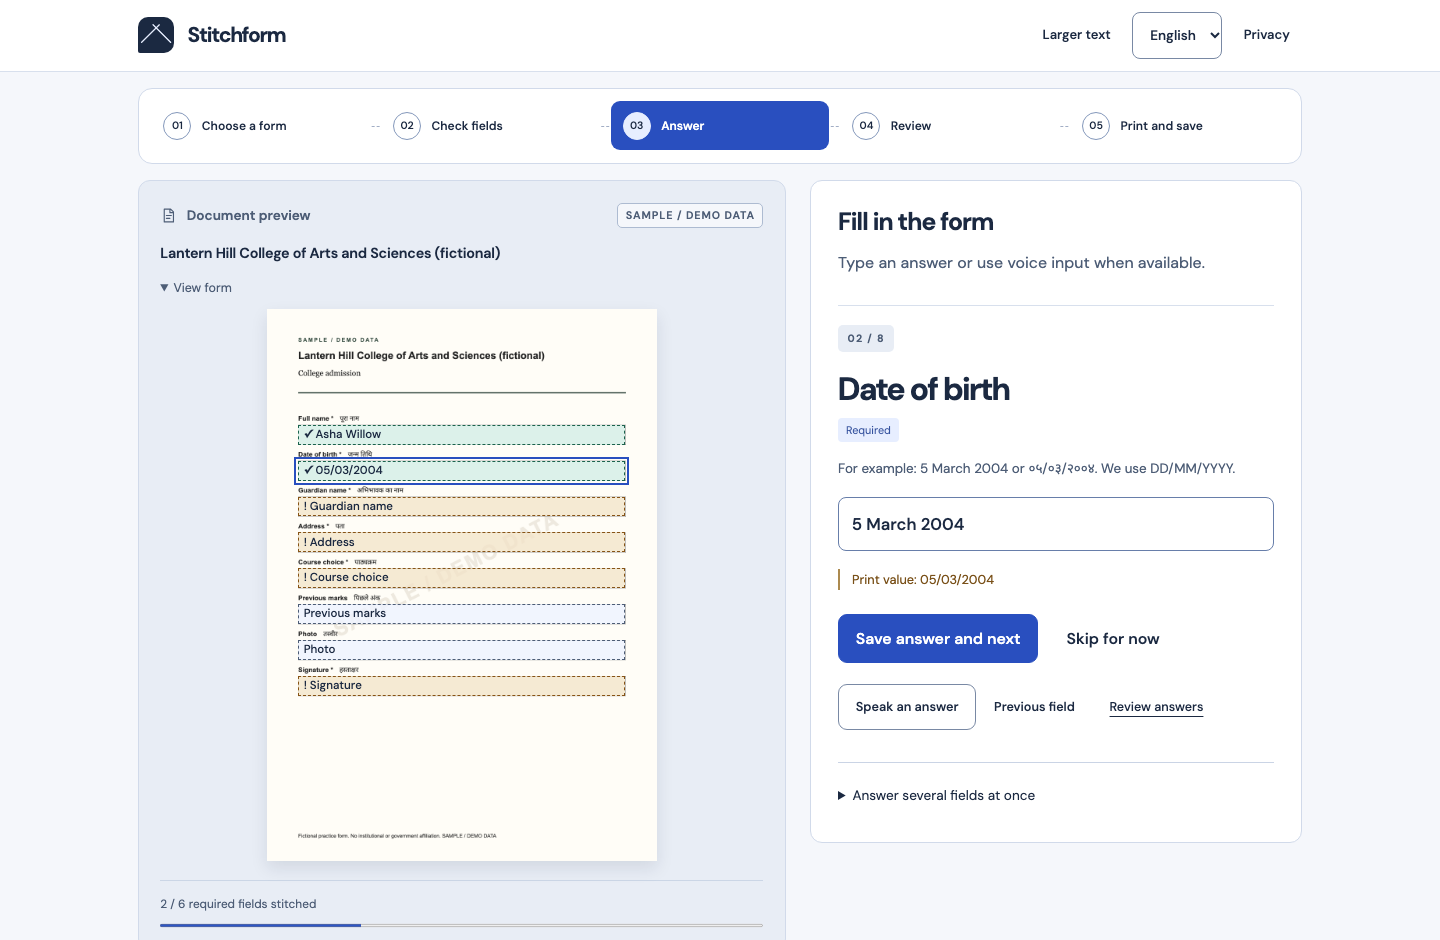 Stitchform
Larger text
English
Privacy
01 Choose a form
02 Check fields
03 Answer
04 Review
05 Print and save
Document preview
SAMPLE / DEMO DATA
Lantern Hill College of Arts and Sciences (fictional)
▼ View form
SAMPLE / DEMO DATA
Lantern Hill College of Arts and Sciences (fictional)
College admission
Full name * पूरा नाम
✓ Asha Willow
Date of birth * जन्म तिथि
✓ 05/03/2004
Guardian name * अभिभावक का नाम
! Guardian name
Address * पता
! Address
Course choice * पाठ्यक्रम
! Course choice
Previous marks पिछले अंक
Previous marks
Photo तस्वीर
Photo
Signature * हस्ताक्षर
! Signature
SAMPLE / DEMO DATA
Fictional practice form. No institutional or government affiliation. SAMPLE / DEMO DATA
2 / 6 required fields stitched
Fill in the form
Type an answer or use voice input when available.
02 / 8
Date of birth
Required
For example: 5 March 2004 or ०५/०३/२००४. We use DD/MM/YYYY.
5 March 2004
Print value: 05/03/2004
Save answer and next
Skip for now
Speak an answer
Previous field
Review answers
▶ Answer several fields at once